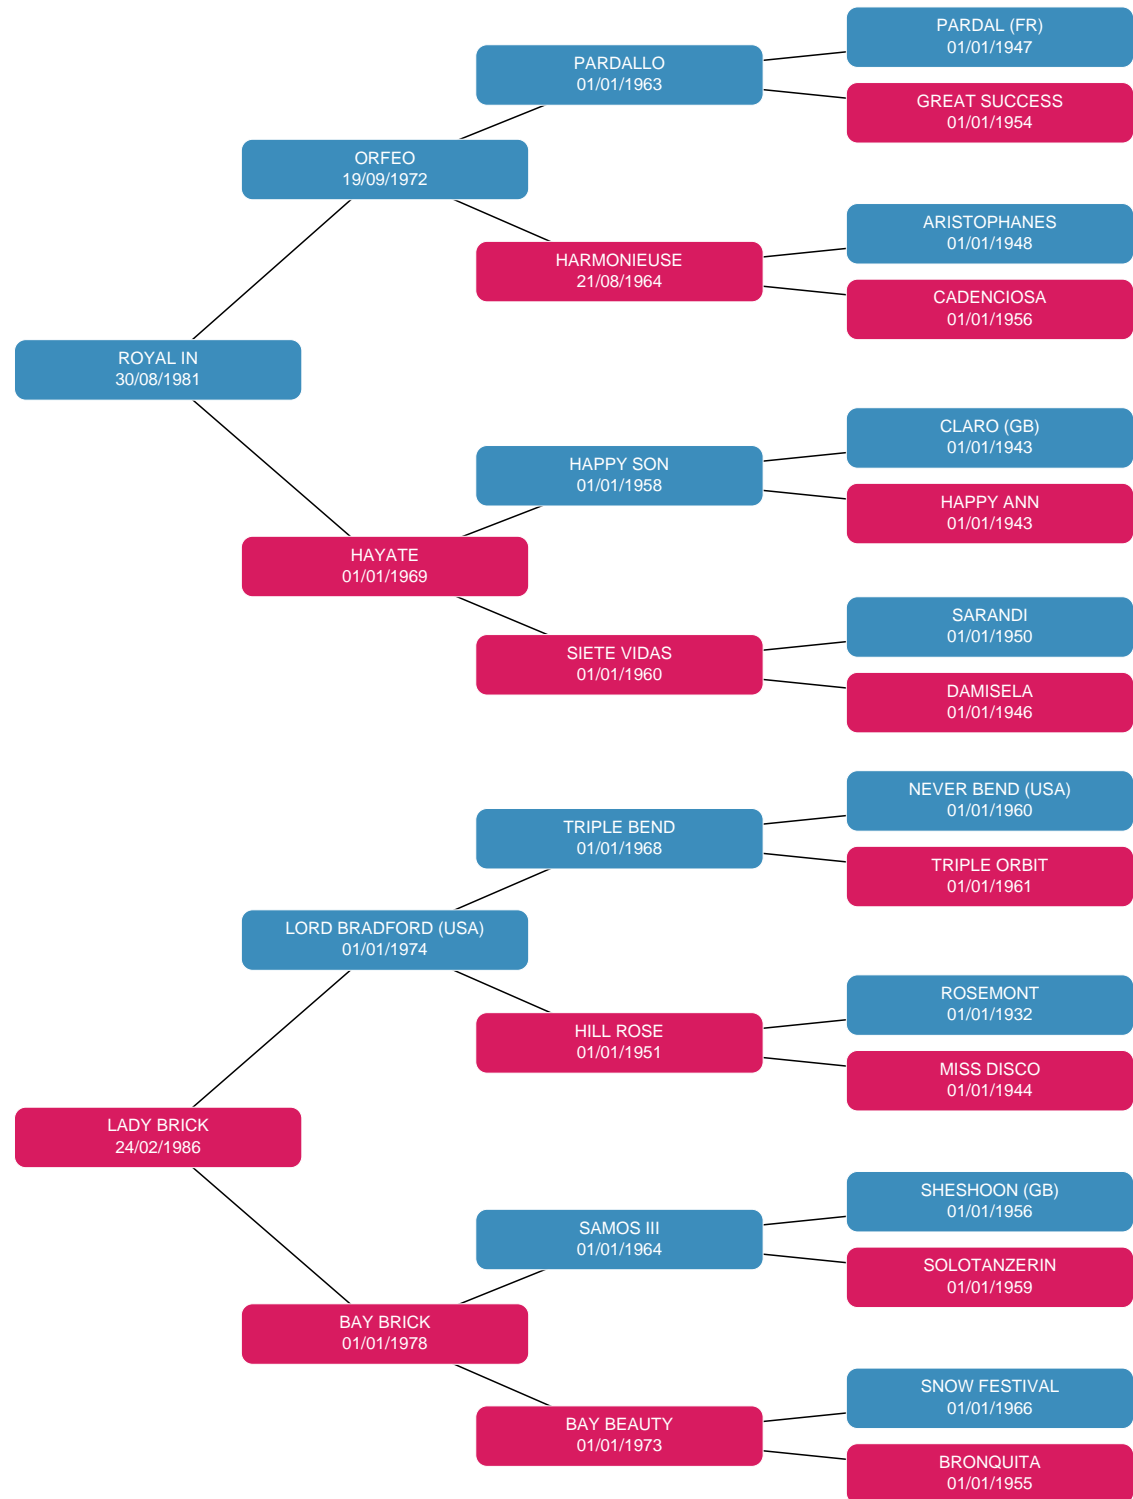 PARDAL (FR)
01/01/1947
PARDALLO
01/01/1963
GREAT SUCCESS
01/01/1954
ORFEO
19/09/1972
ARISTOPHANES
01/01/1948
HARMONIEUSE
21/08/1964
CADENCIOSA
01/01/1956
ROYAL IN
30/08/1981
CLARO (GB)
01/01/1943
HAPPY SON
01/01/1958
HAPPY ANN
01/01/1943
HAYATE
01/01/1969
SARANDI
01/01/1950
SIETE VIDAS
01/01/1960
DAMISELA
01/01/1946
NEVER BEND (USA)
01/01/1960
TRIPLE BEND
01/01/1968
TRIPLE ORBIT
01/01/1961
LORD BRADFORD (USA)
01/01/1974
ROSEMONT
01/01/1932
HILL ROSE
01/01/1951
MISS DISCO
01/01/1944
LADY BRICK
24/02/1986
SHESHOON (GB)
01/01/1956
SAMOS III
01/01/1964
SOLOTANZERIN
01/01/1959
BAY BRICK
01/01/1978
SNOW FESTIVAL
01/01/1966
BAY BEAUTY
01/01/1973
BRONQUITA
01/01/1955